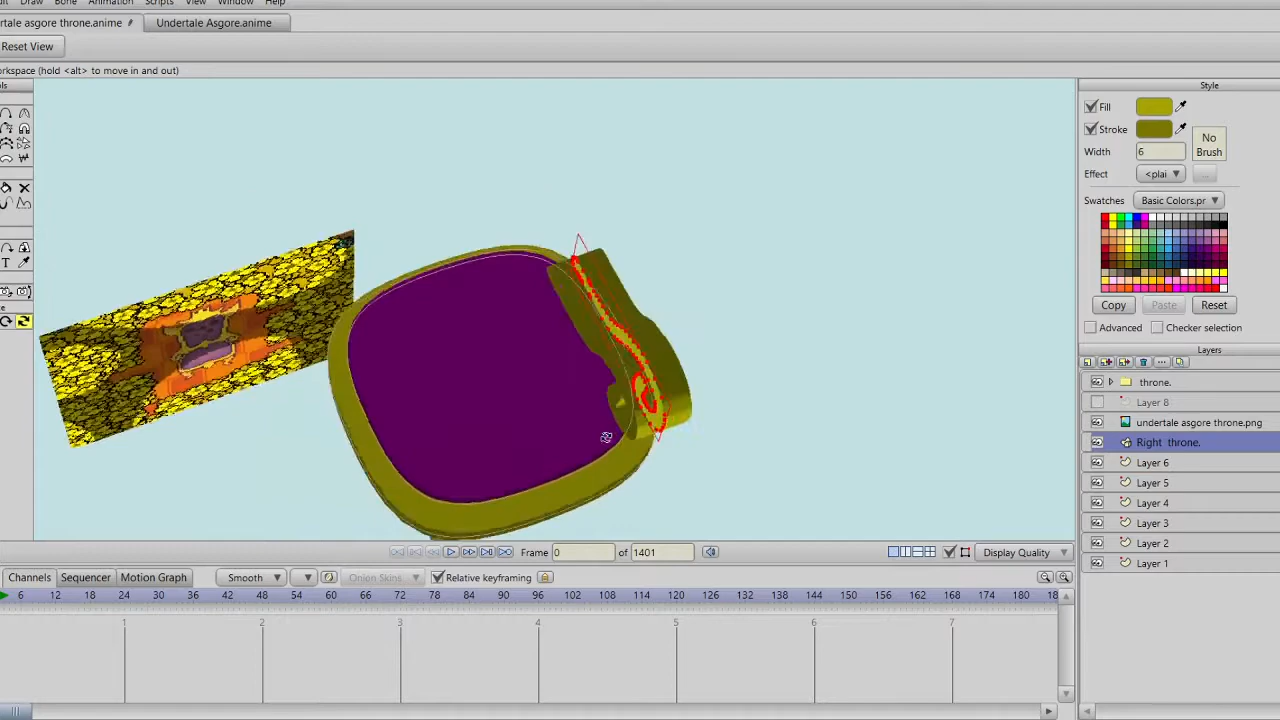 Draw Bone Animation Scripts View Window Help
rtale asgore throne.anime Undertale Asgore.anime
Reset View
orkspace (hold <alt> to move in and out)
ols
Style
Fill
Stroke
No Brush
Width 6
Effect <plai ...
Swatches Basic Colors.pr
Copy Paste Reset
Advanced Checker selection
Layers
throne.
Layer 8
undertale asgore throne.png
Right throne.
Layer 6
Layer 5
Layer 4
Layer 3
Layer 2
Layer 1
T
Frame 0 of 1401 Display Quality
Channels Sequencer Motion Graph Smooth 1 Onion Skins Relative keyframing
6 12 18 24 30 36 42 48 54 60 66 72 78 84 90 96 102 108 114 120 126 132 138 144 150 156 162 168 174 180 18
1 2 3 4 5 6 7